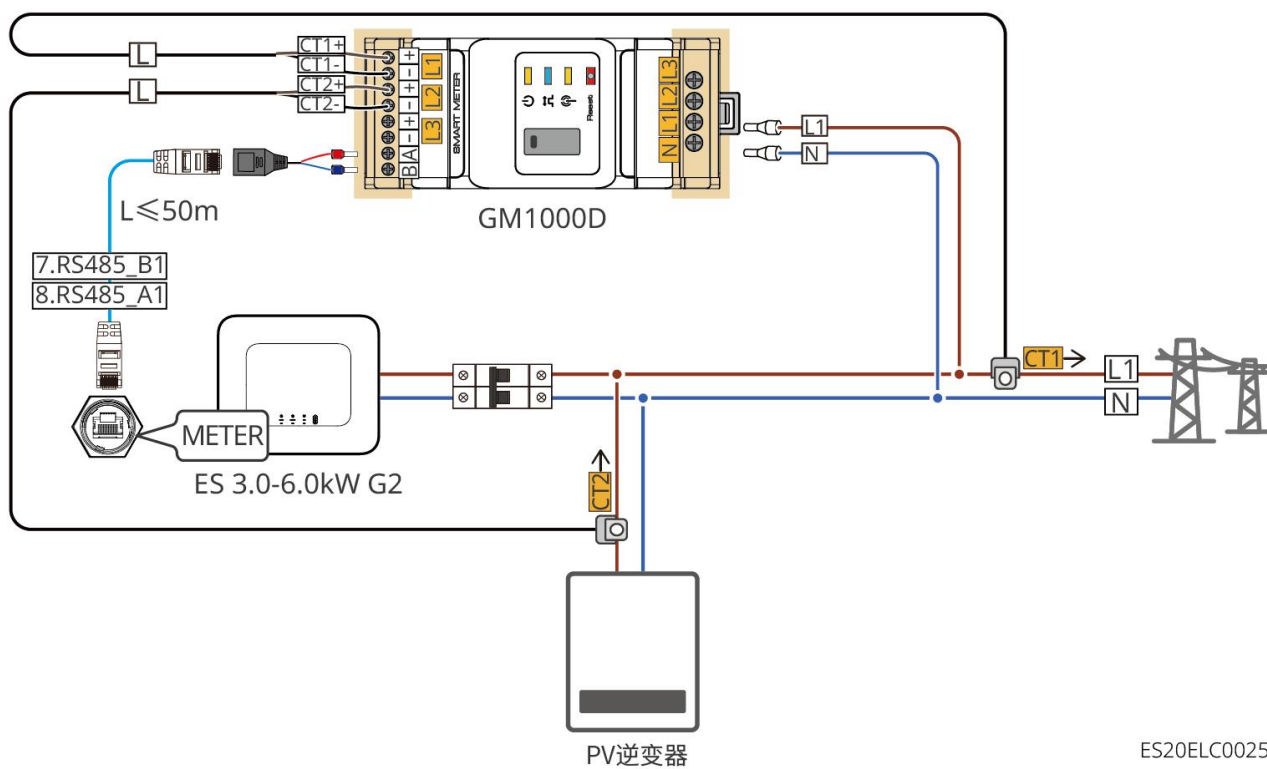 L
L
CT1+
CT1-
CT2+
CT2-
+
-
+
-
+
-
A
B
L1
L2
L3
SMART METER
Reset
L3
L2
L1
N
L1
N
GM1000D
L≤50m
7.RS485_B1
8.RS485_A1
METER
ES 3.0-6.0kW G2
CT1
L1
N
CT2
PV逆变器
ES20ELC0025